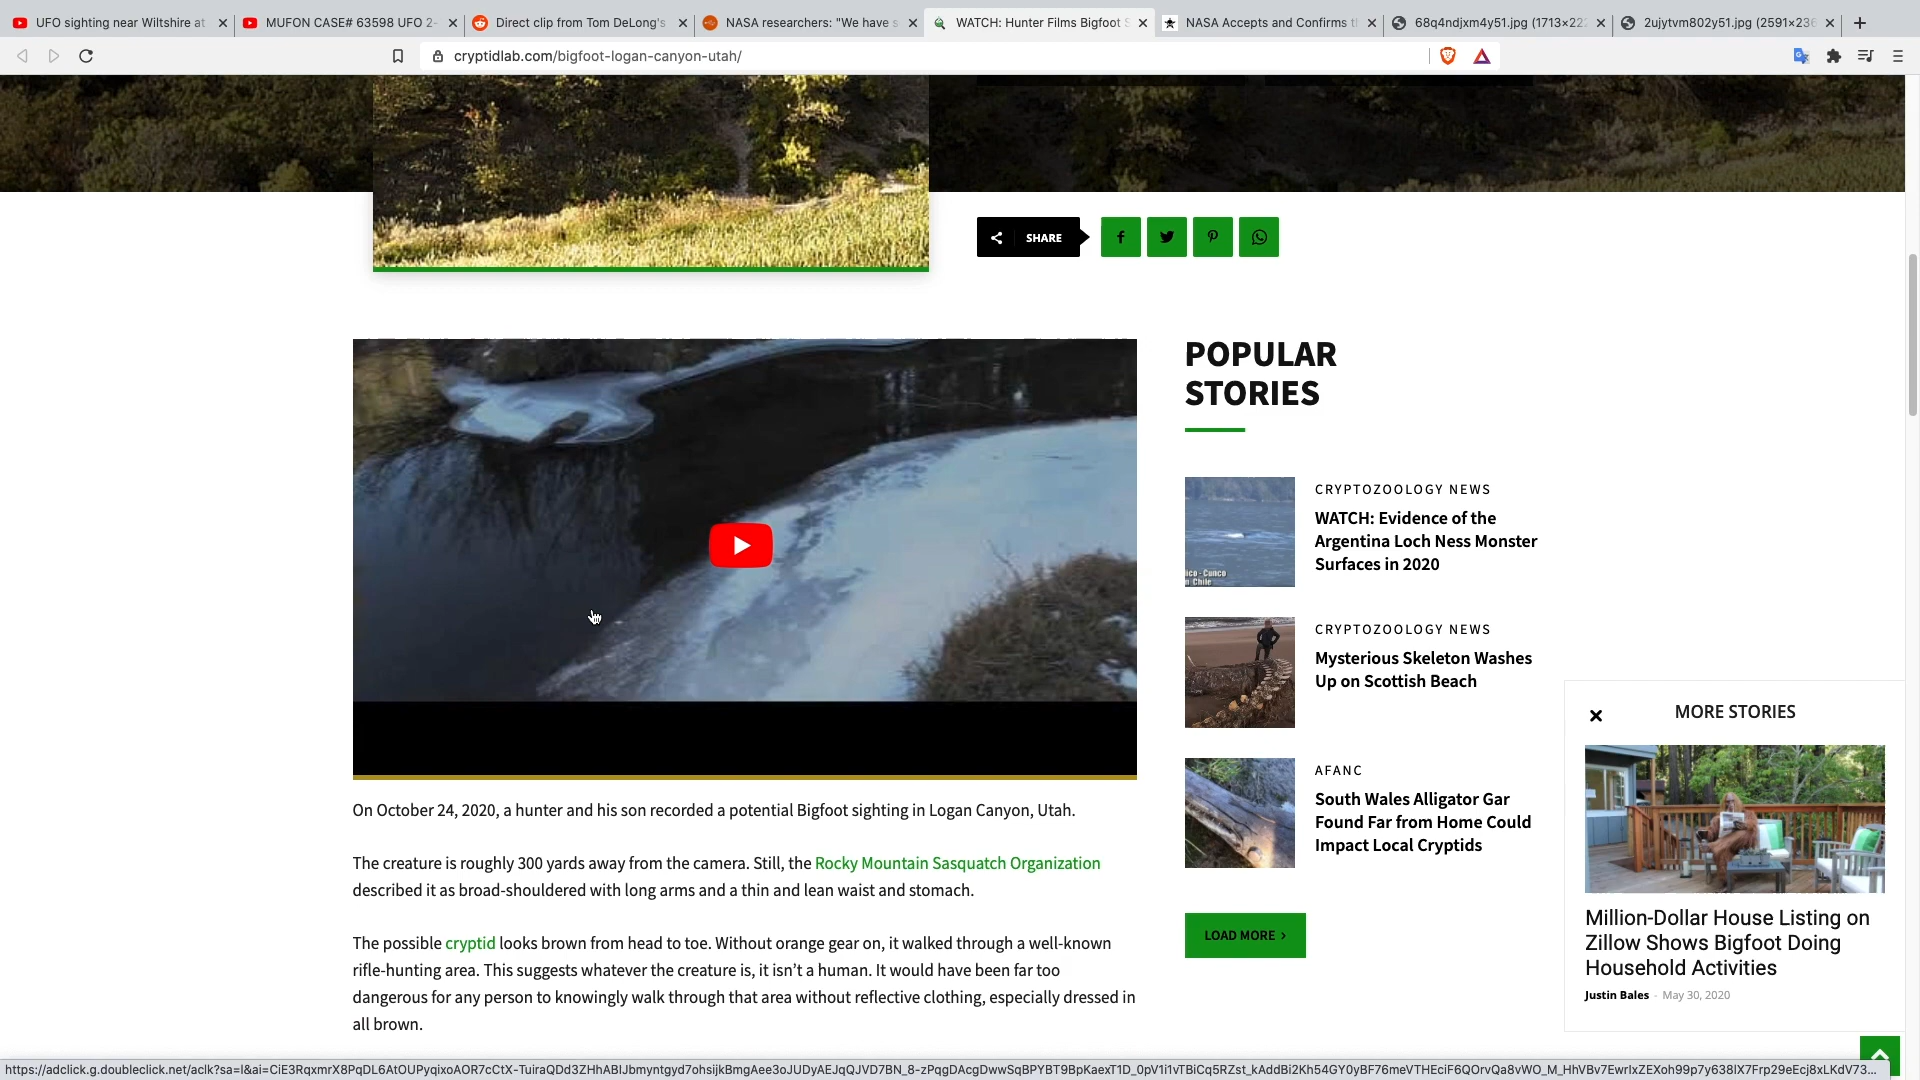 UFO sighting near Wiltshire at
MUFON CASE# 63598 UFO 2-
Direct clip from Tom DeLong's
NASA researchers: "We have s
WATCH: Hunter Films Bigfoot S
NASA Accepts and Confirms t
68q4ndjxm4y51.jpg (1713×222
2ujytvm802y51.jpg (2591×236
cryptidlab.com/bigfoot-logan-canyon-utah/
SHARE
POPULAR
STORIES
CRYPTOZOOLOGY NEWS
WATCH: Evidence of the
Argentina Loch Ness Monster
Surfaces in 2020
CRYPTOZOOLOGY NEWS
Mysterious Skeleton Washes
Up on Scottish Beach
AFANC
South Wales Alligator Gar
Found Far from Home Could
Impact Local Cryptids
LOAD MORE
On October 24, 2020, a hunter and his son recorded a potential Bigfoot sighting in Logan Canyon, Utah.
The creature is roughly 300 yards away from the camera. Still, the Rocky Mountain Sasquatch Organization
described it as broad-shouldered with long arms and a thin and lean waist and stomach.
The possible cryptid looks brown from head to toe. Without orange gear on, it walked through a well-known
rifle-hunting area. This suggests whatever the creature is, it isn't a human. It would have been far too
dangerous for any person to knowingly walk through that area without reflective clothing, especially dressed in
all brown.
MORE STORIES
Million-Dollar House Listing on
Zillow Shows Bigfoot Doing
Household Activities
Justin Bales - May 30, 2020